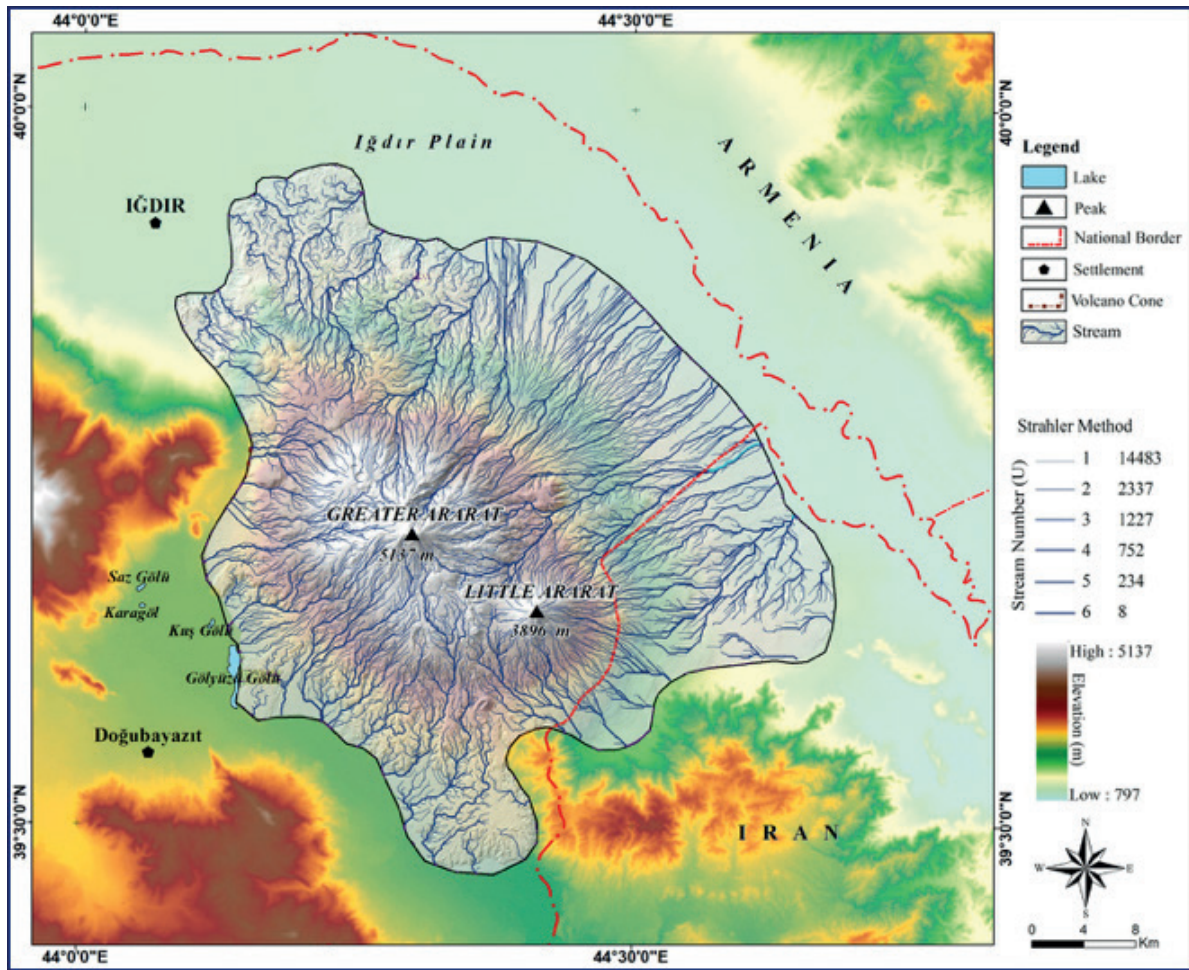 44°0'0"E
44°30'0"E
40°0'0"N
40°0'0"N
Iğdır Plain
ARMENIA
IĞDIR
GREATER ARARAT
5137 m
LITTLE ARARAT
3896 m
Saz Gölü
Karagöl
Kuş Gölü
Gölyüzü Gölü
Doğubayazıt
IRAN
39°30'0"N
39°30'0"N
44°0'0"E
44°30'0"E
Legend
Lake
Peak
National Border
Settlement
Volcano Cone
Stream
Strahler Method
Stream Number (U)
1 14483
2 2337
3 1227
4 752
5 234
6 8
High : 5137
Elevation (m)
Low : 797
N
W E
S
0 4 8
Km